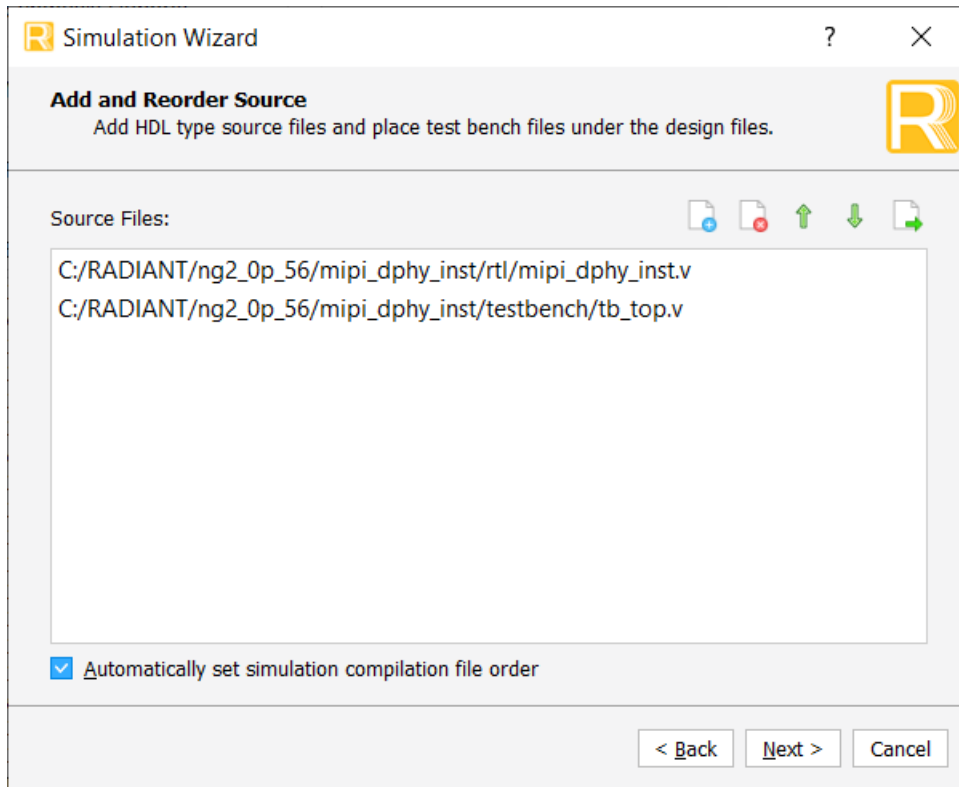 Simulation Wizard
?
Add and Reorder Source
Add HDL type source files and place test bench files under the design files.
Source Files:
C:/RADIANT/ng2_0p_56/mipi_dphy_inst/rtl/mipi_dphy_inst.v
C:/RADIANT/ng2_0p_56/mipi_dphy_inst/testbench/tb_top.v
Automatically set simulation compilation file order
< Back
Next >
Cancel